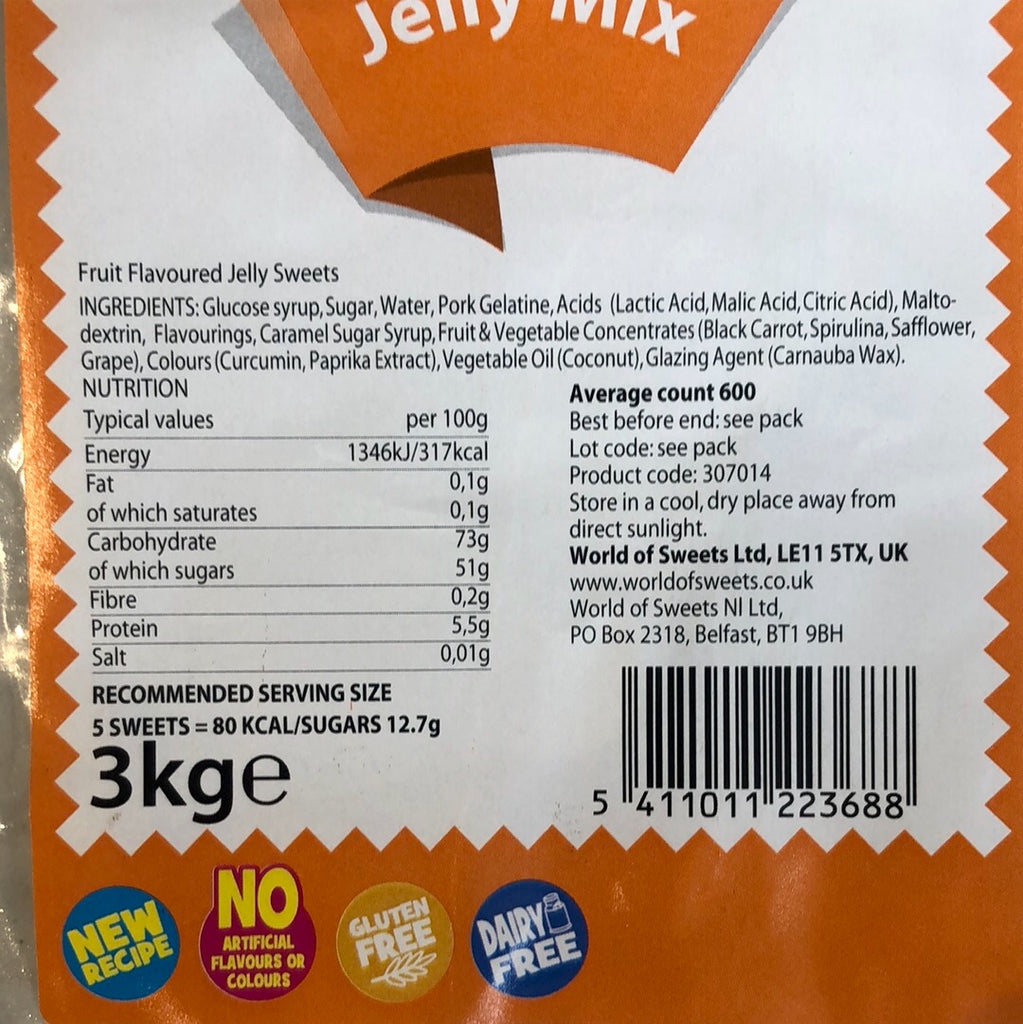 Jelly Mix
Fruit Flavoured Jelly Sweets
INGREDIENTS: Glucose syrup, Sugar, Water, Pork Gelatine, Acids (Lactic Acid, Malic Acid, Citric Acid), Malto-
dextrin, Flavourings, Caramel Sugar Syrup, Fruit & Vegetable Concentrates (Black Carrot, Spirulina, Safflower,
Grape), Colours (Curcumin, Paprika Extract), Vegetable Oil (Coconut), Glazing Agent (Carnauba Wax).
NUTRITION
Typical values per 100g
Energy 1346kJ/317kcal
Fat 0,1g
of which saturates 0,1g
Carbohydrate 73g
of which sugars 51g
Fibre 0,2g
Protein 5,5g
Salt 0,01g
RECOMMENDED SERVING SIZE
5 SWEETS = 80 KCAL/SUGARS 12.7g
3kg℮
Average count 600
Best before end: see pack
Lot code: see pack
Product code: 307014
Store in a cool, dry place away from
direct sunlight.
World of Sweets Ltd, LE11 5TX, UK
www.worldofsweets.co.uk
World of Sweets NI Ltd,
PO Box 2318, Belfast, BT1 9BH
5 411011 223688
NEW
RECIPE
NO
ARTIFICIAL
FLAVOURS OR
COLOURS
GLUTEN
FREE
DAIRY
FREE